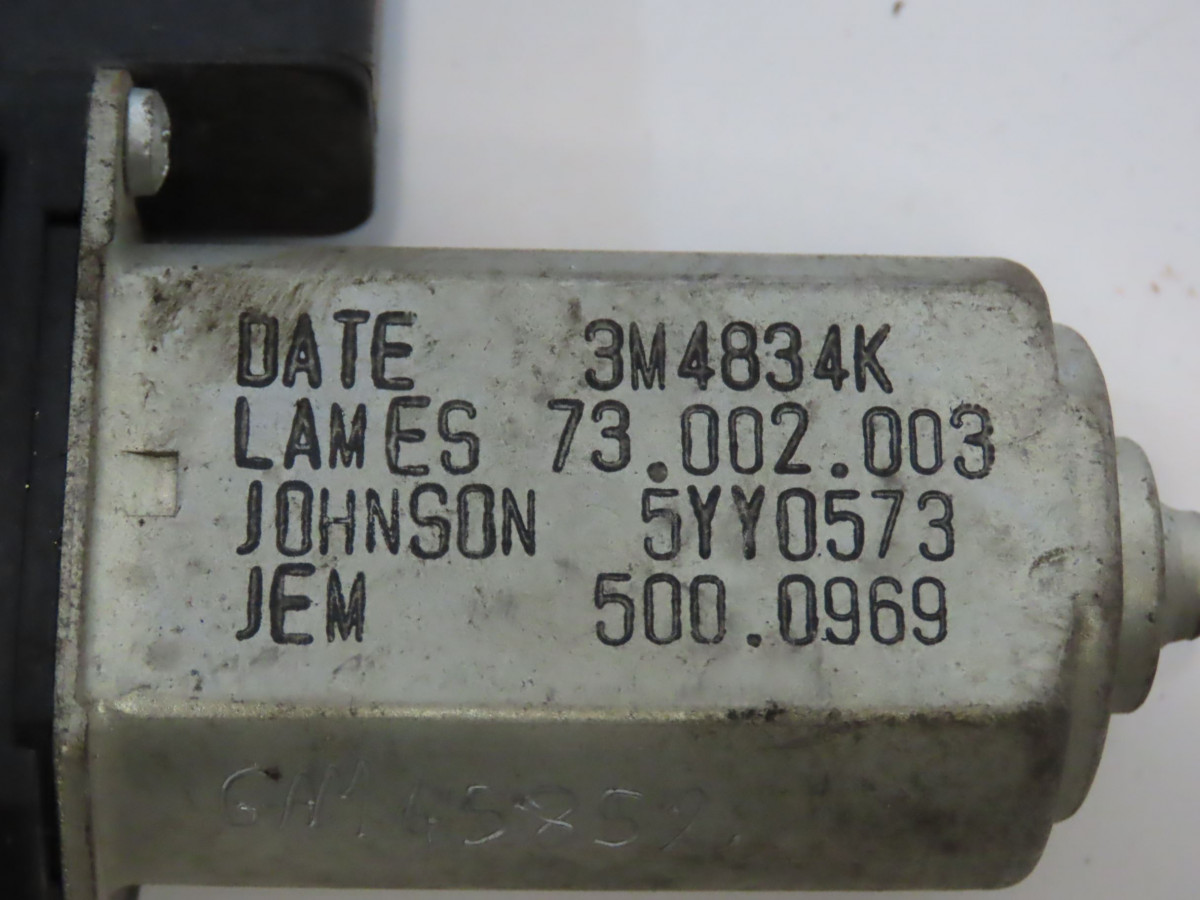 DATE 3M4834K
LAMES 73.002.003
JOHNSON 5YY0573
JEM 500.0969